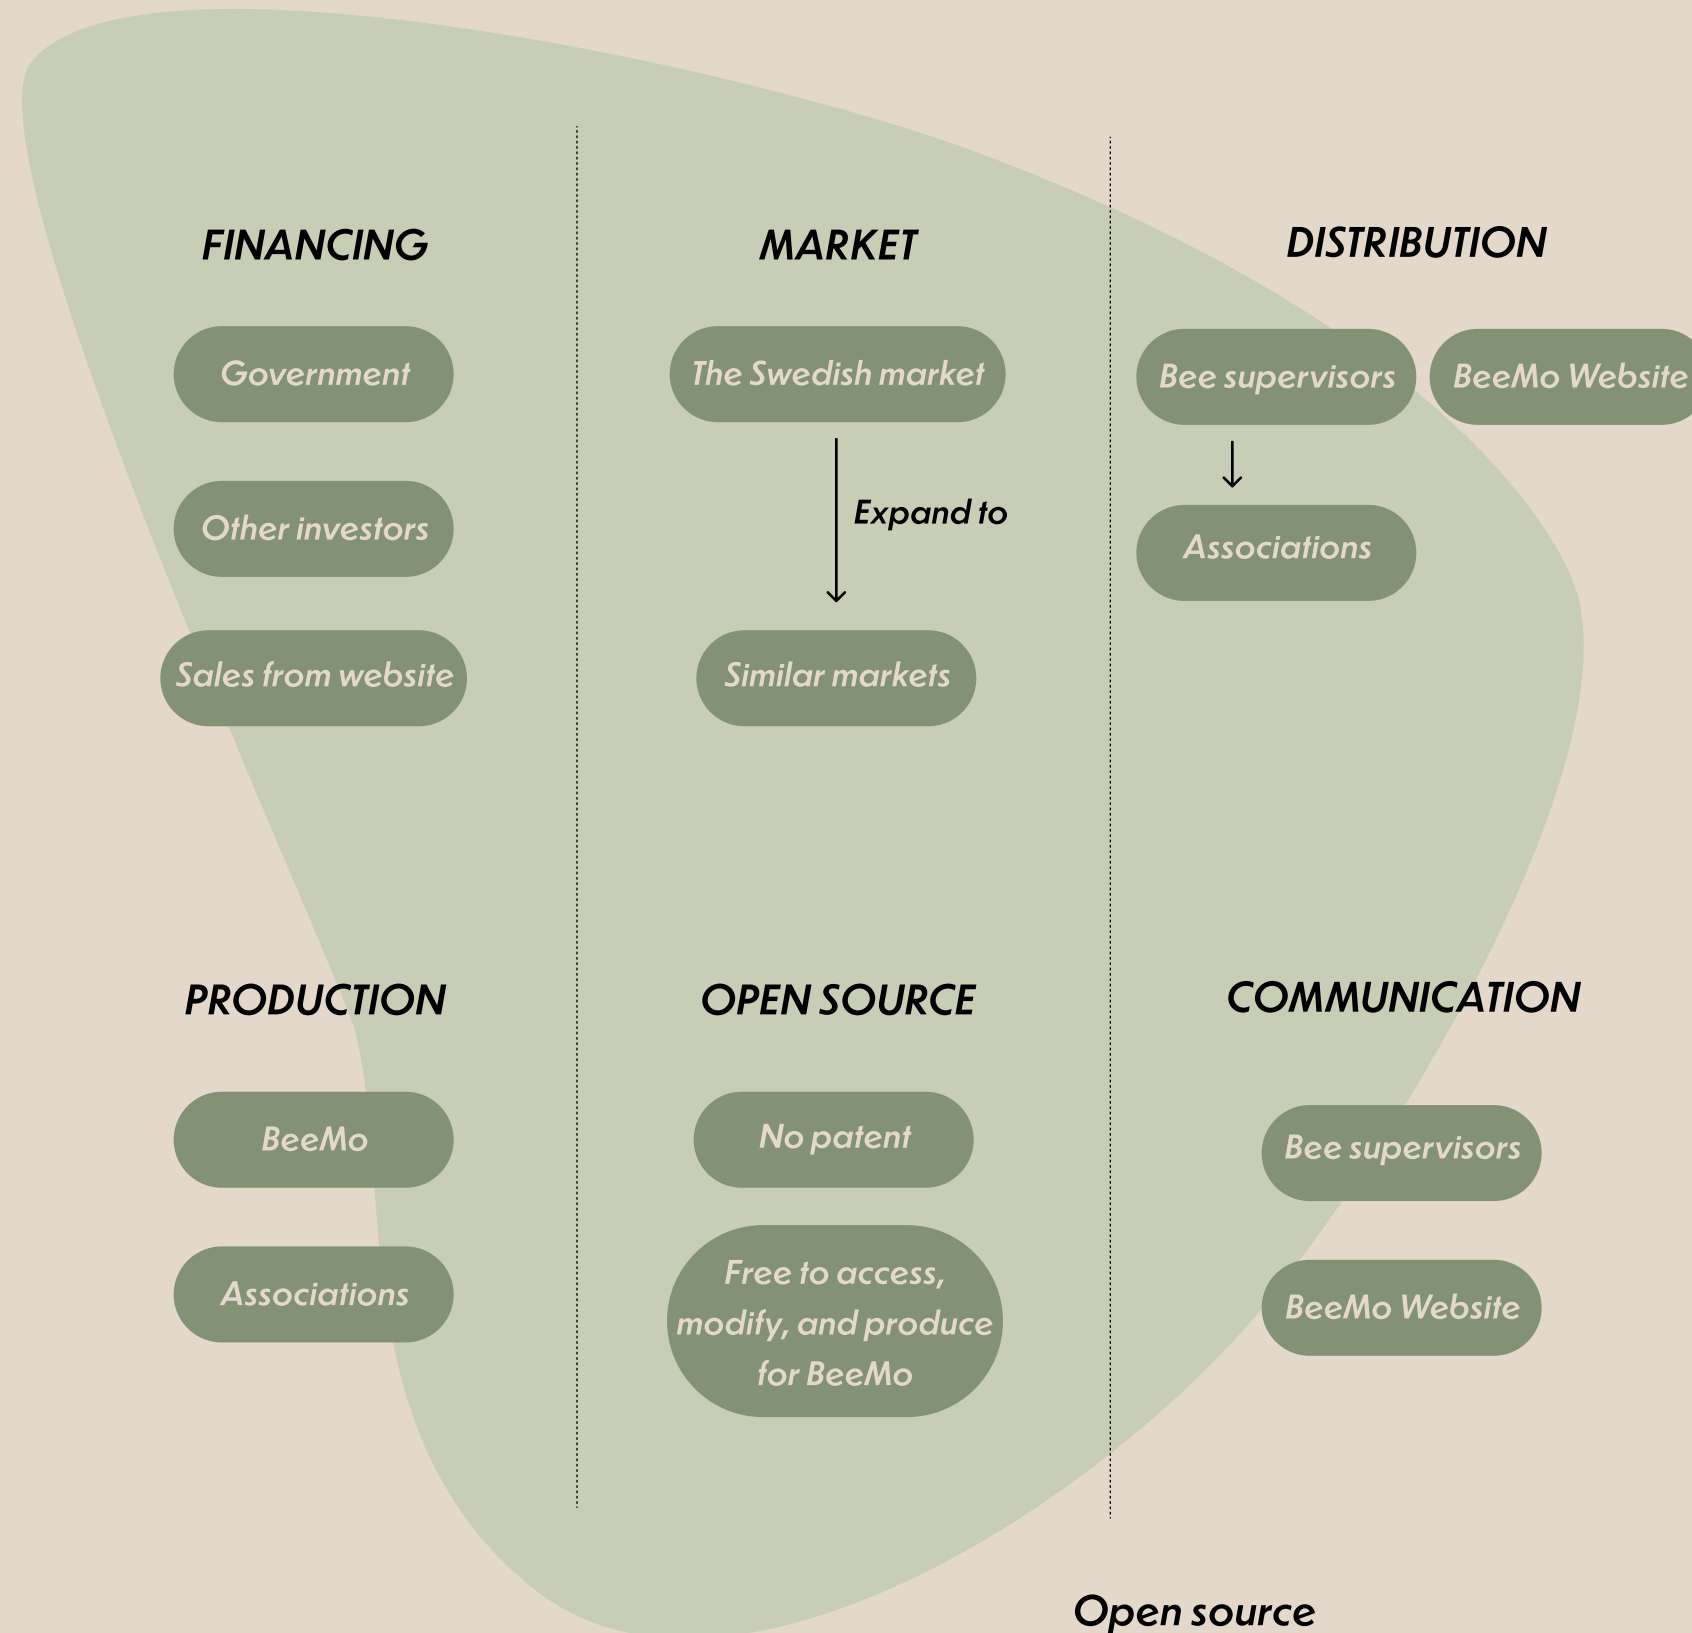 FINANCING
Government
Other investors
Sales from website
MARKET
The Swedish market
Expand to
Similar markets
DISTRIBUTION
Bee supervisors
BeeMo Website
Associations
PRODUCTION
BeeMo
Associations
OPEN SOURCE
No patent
Free to access,
modify, and produce
for BeeMo
COMMUNICATION
Bee supervisors
BeeMo Website
Open source